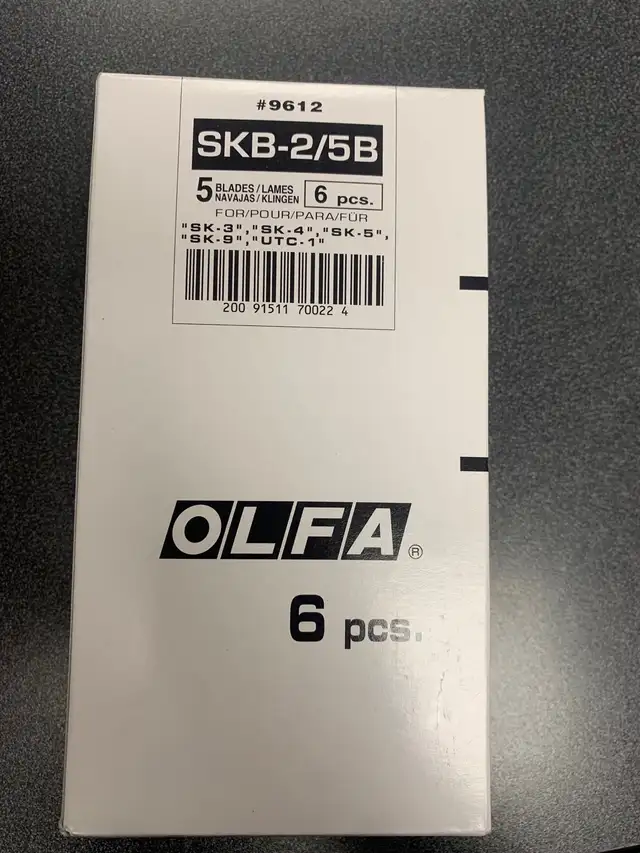 #9612
SKB-2/5B
5 BLADES/LAMES
NAVAJAS/KLINGEN
6 pcs.
FOR/POUR/PARA/FÜR
"SK-3","SK-4","SK-5",
"SK-9","UTC-1"
200 91511 70022 4
OLFA®
6 pcs.